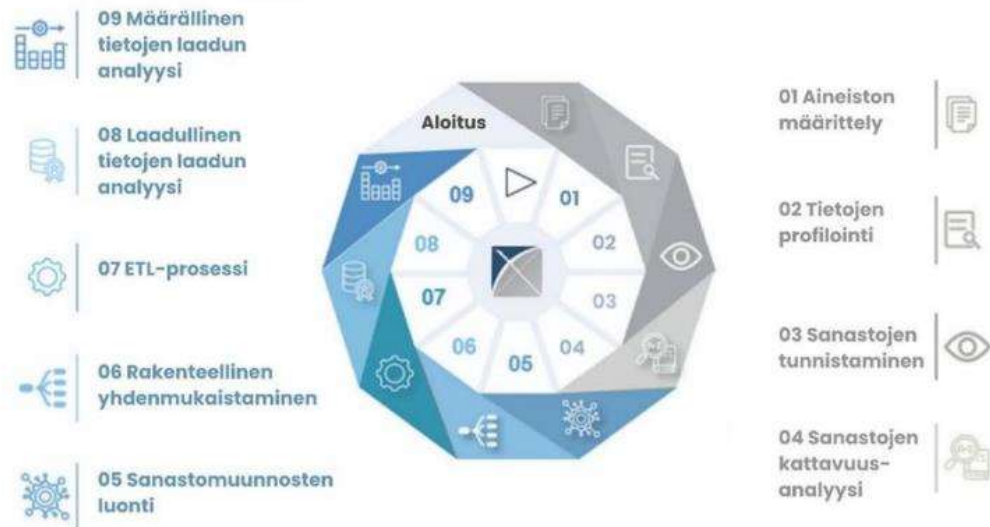 09 Määrällinen
tietojen laadun
analyysi
08 Laadullinen
tietojen laadun
analyysi
07 ETL-prosessi
06 Rakenteellinen
yhdenmukaistaminen
05 Sanastomuunnosten
luonti
Aloitus
01
02
03
04
05
06
07
08
09
01 Aineiston
määrittely
02 Tietojen
profilointi
03 Sanastojen
tunnistaminen
04 Sanastojen
kattavuus-
analyysi